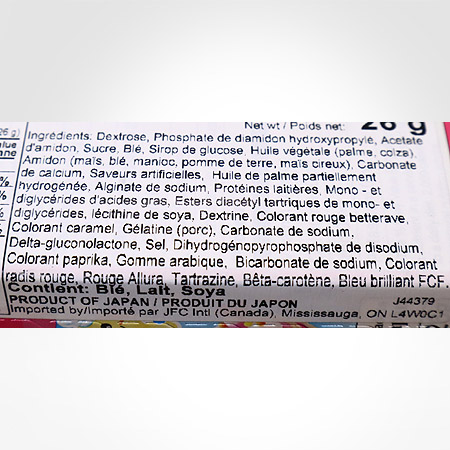 Net wt / Poids net: 26 g
26 g)
Ingrédients: Dextrose, Phosphate de diamidon hydroxypropylé, Acetate
d'amidon, Sucre, Blé, Sirop de glucose, Huile végétale (palme, colza),
Amidon (maïs, blé, manioc, pomme de terre, maïs cireux), Carbonate
de calcium, Saveurs artificielles, Huile de palme partiellement
hydrogénée, Alginate de sodium, Protéines laitières, Mono - et
diglycérides d'acides gras, Esters diacétyl tartriques de mono- et
diglycérides, lécithine de soya, Dextrine, Colorant rouge betterave,
Colorant caramel, Gélatine (porc), Carbonate de sodium,
Delta-gluconolactone, Sel, Dihydrogénopyrophosphate de disodium,
Colorant paprika, Gomme arabique, Bicarbonate de sodium, Colorant
radis rouge, Rouge Allura, Tartrazine, Bêta-carotène, Bleu brilliant FCF.
Contient: Blé, Lait, Soya
PRODUCT OF JAPAN / PRODUIT DU JAPON J44379
Imported by/Importé par JFC Intl (Canada), Mississauga, ON L4W0C1